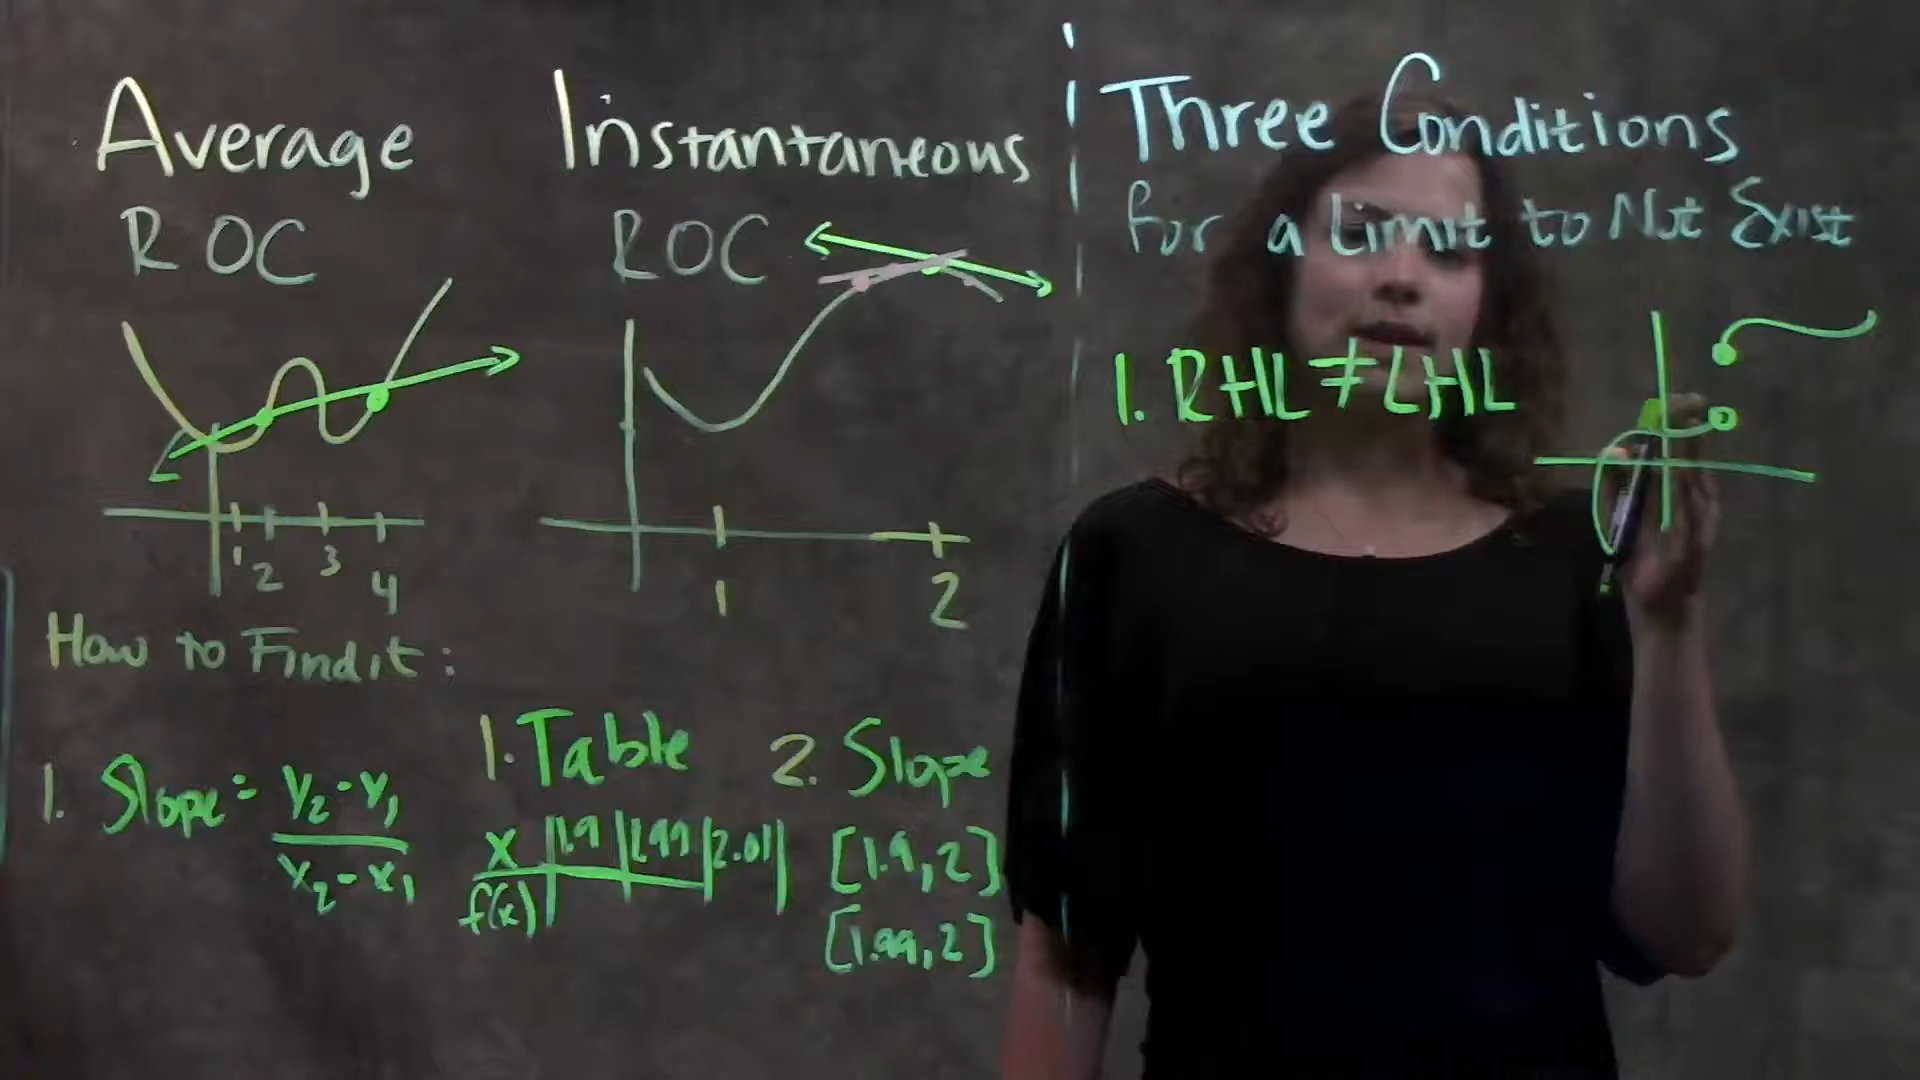 Average
ROC
1 2 3 4
How to Find it:
1. Slope = y₂ - y₁
x₂ - x₁
Instantaneous
ROC
1 2
1. Table
x | 1.9 | 1.99 | 2.01 |
f(x)
2. Slope
[1.9, 2]
[1.99, 2]
Three Conditions
for a Limit to Not Exist
1. RHL ≠ LHL